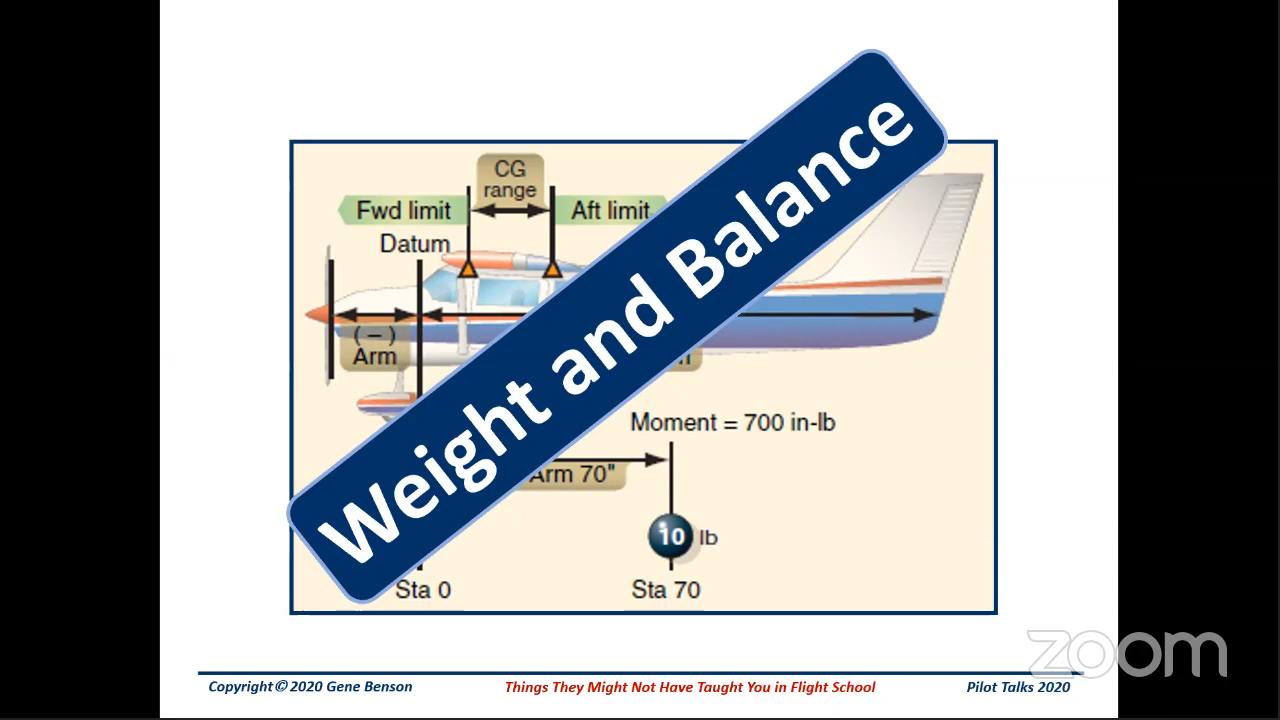 CG
range
Fwd limit
Aft limit
Datum
( – )
Arm
Weight and Balance
Moment = 700 in-lb
Arm 70"
10 lb
Sta 0
Sta 70
zoom
Copyright © 2020 Gene Benson
Things They Might Not Have Taught You in Flight School
Pilot Talks 2020